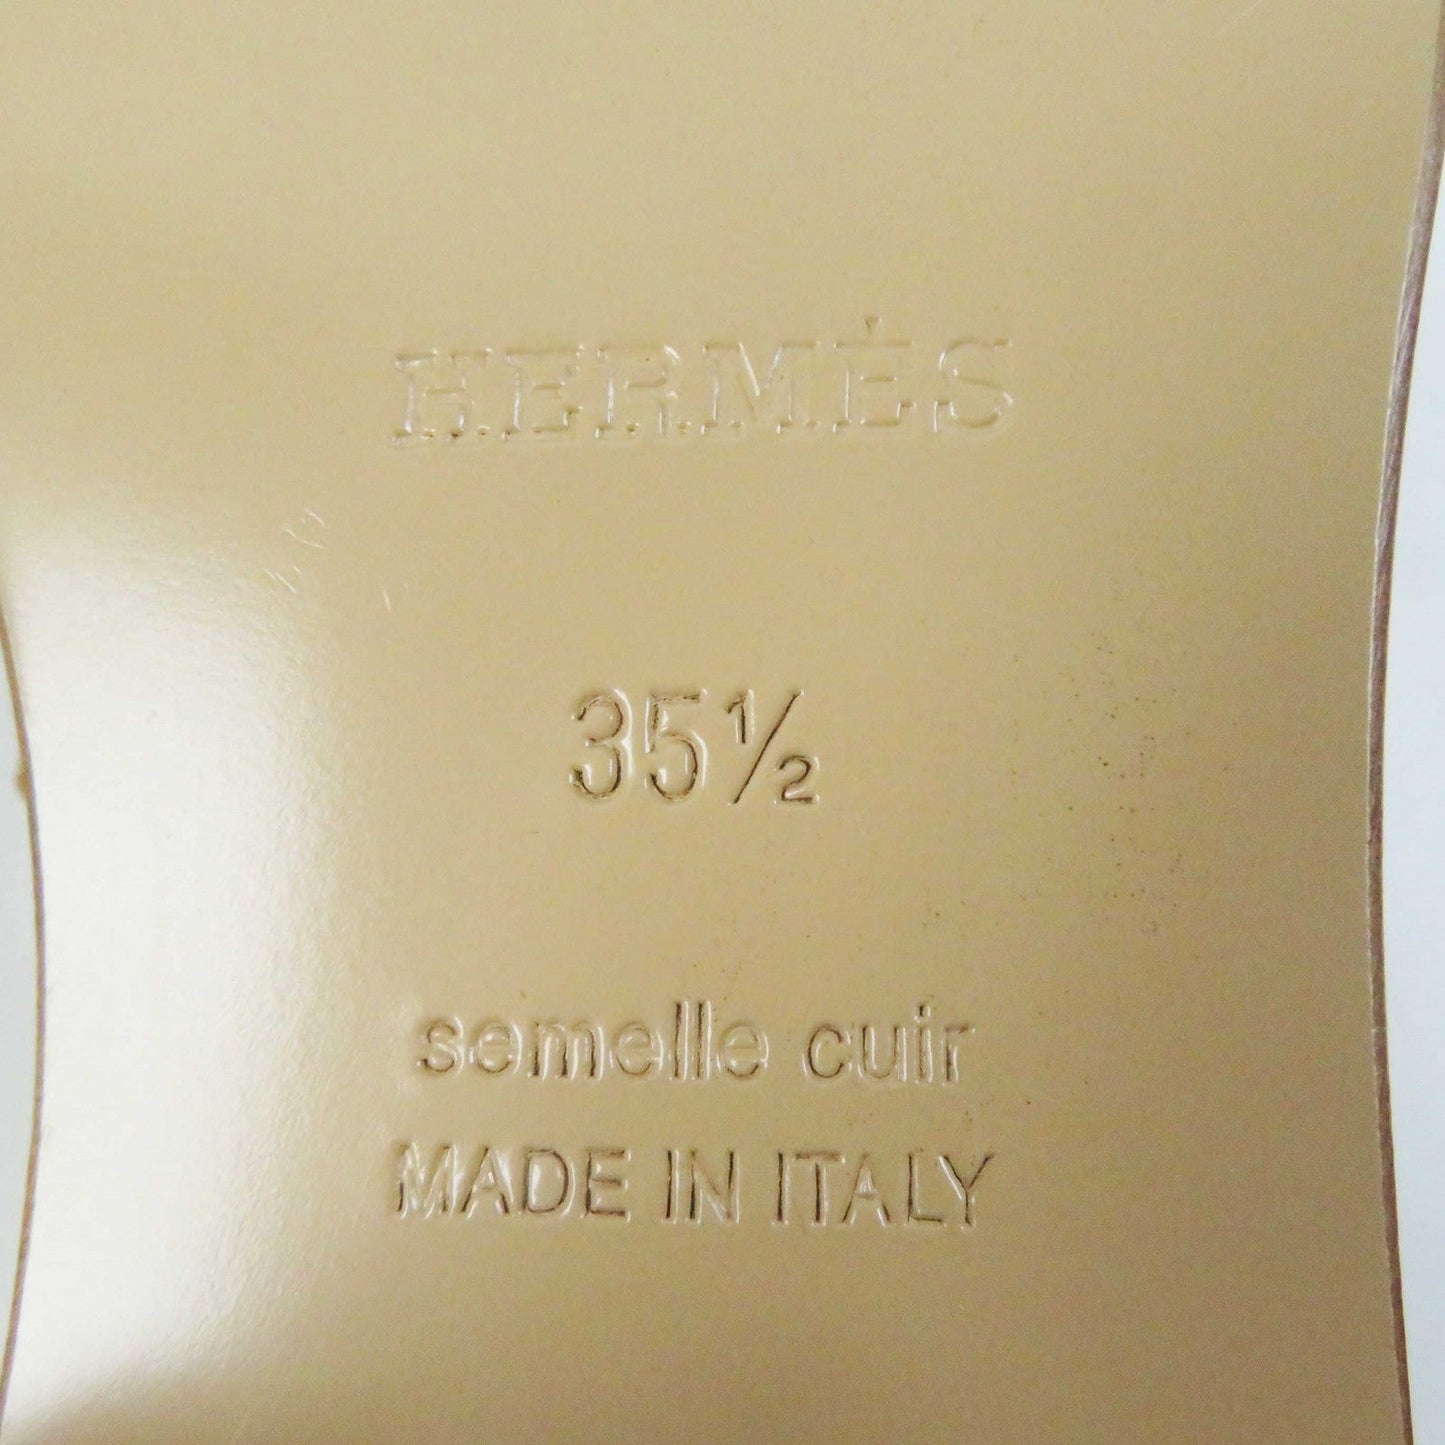 HERMÈS
35½
semelle cuir
MADE IN ITALY